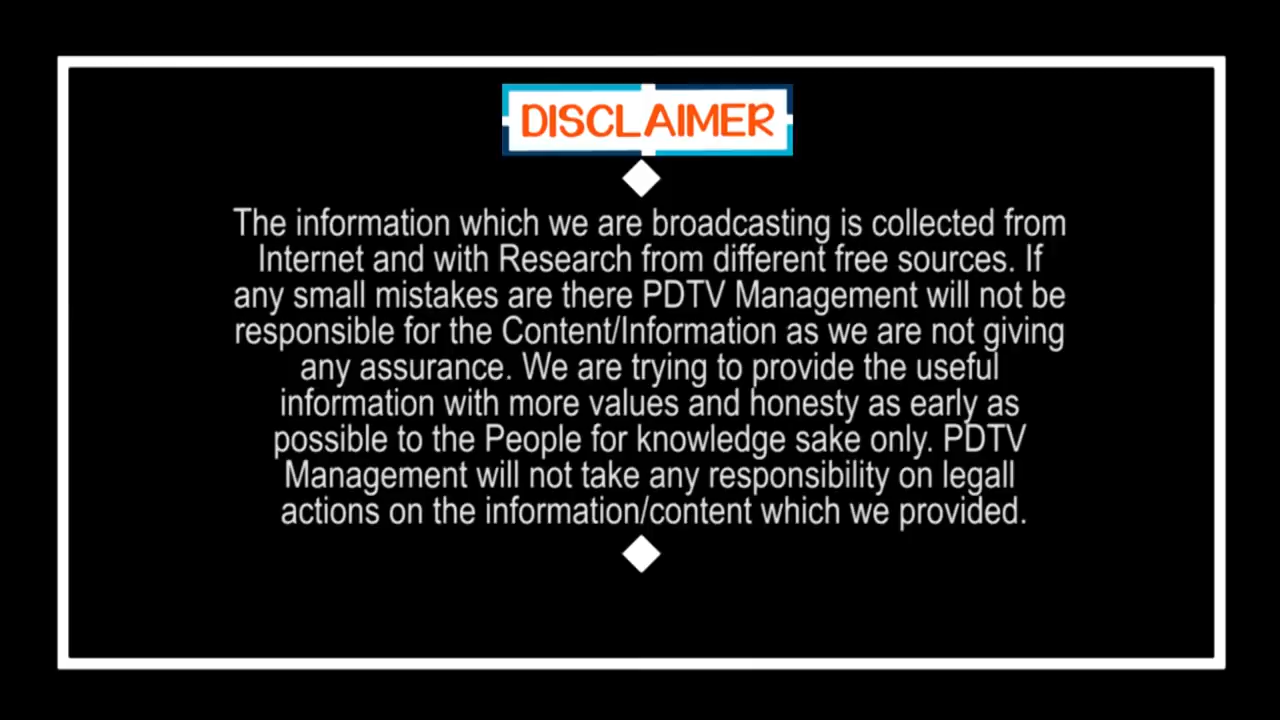 DISCLAIMER
The information which we are broadcasting is collected from
Internet and with Research from different free sources. If
any small mistakes are there PDTV Management will not be
responsible for the Content/Information as we are not giving
any assurance. We are trying to provide the useful
information with more values and honesty as early as
possible to the People for knowledge sake only. PDTV
Management will not take any responsibility on legall
actions on the information/content which we provided.